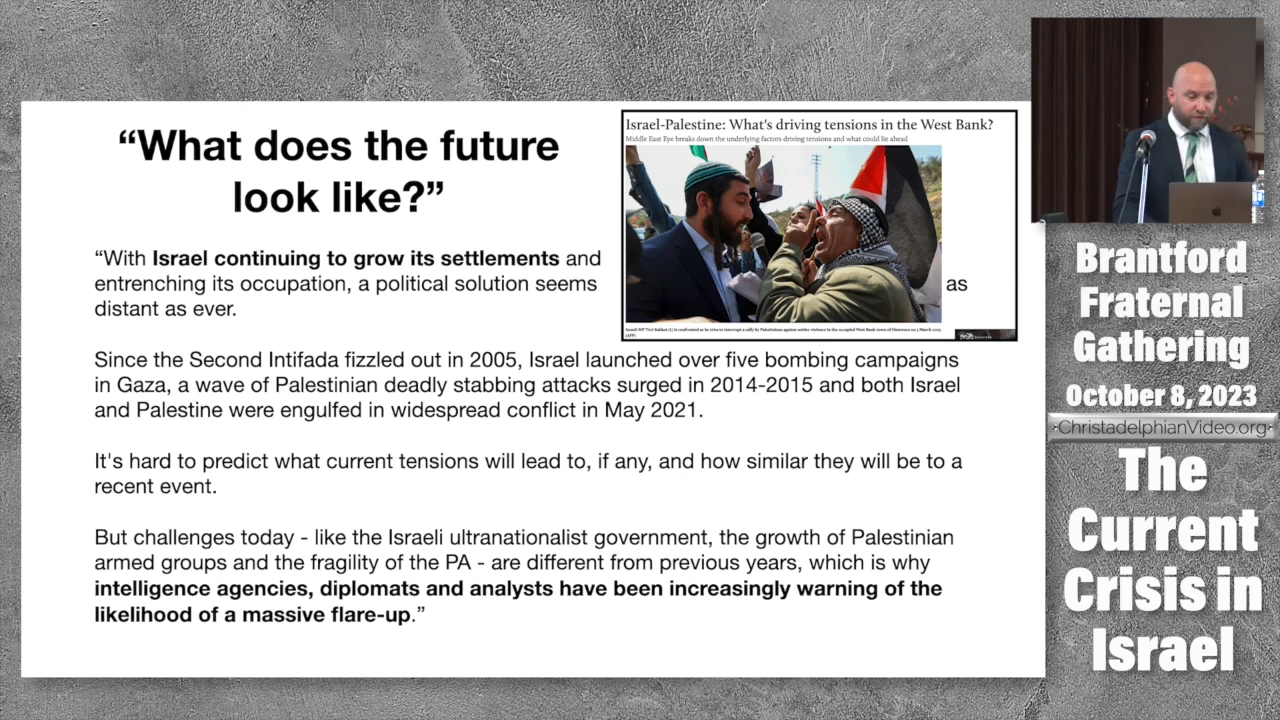 “What does the future
look like?”
Israel-Palestine: What's driving tensions in the West Bank?
Middle East Eye breaks down the underlying factors driving tensions and what could lie ahead
“With Israel continuing to grow its settlements and
entrenching its occupation, a political solution seems as
distant as ever.
Since the Second Intifada fizzled out in 2005, Israel launched over five bombing campaigns
in Gaza, a wave of Palestinian deadly stabbing attacks surged in 2014-2015 and both Israel
and Palestine were engulfed in widespread conflict in May 2021.
It's hard to predict what current tensions will lead to, if any, and how similar they will be to a
recent event.
But challenges today - like the Israeli ultranationalist government, the growth of Palestinian
armed groups and the fragility of the PA - are different from previous years, which is why
intelligence agencies, diplomats and analysts have been increasingly warning of the
likelihood of a massive flare-up.”
Brantford
Fraternal
Gathering
October 8, 2023
ChristadelphianVideo.org
The
Current
Crisis in
Israel